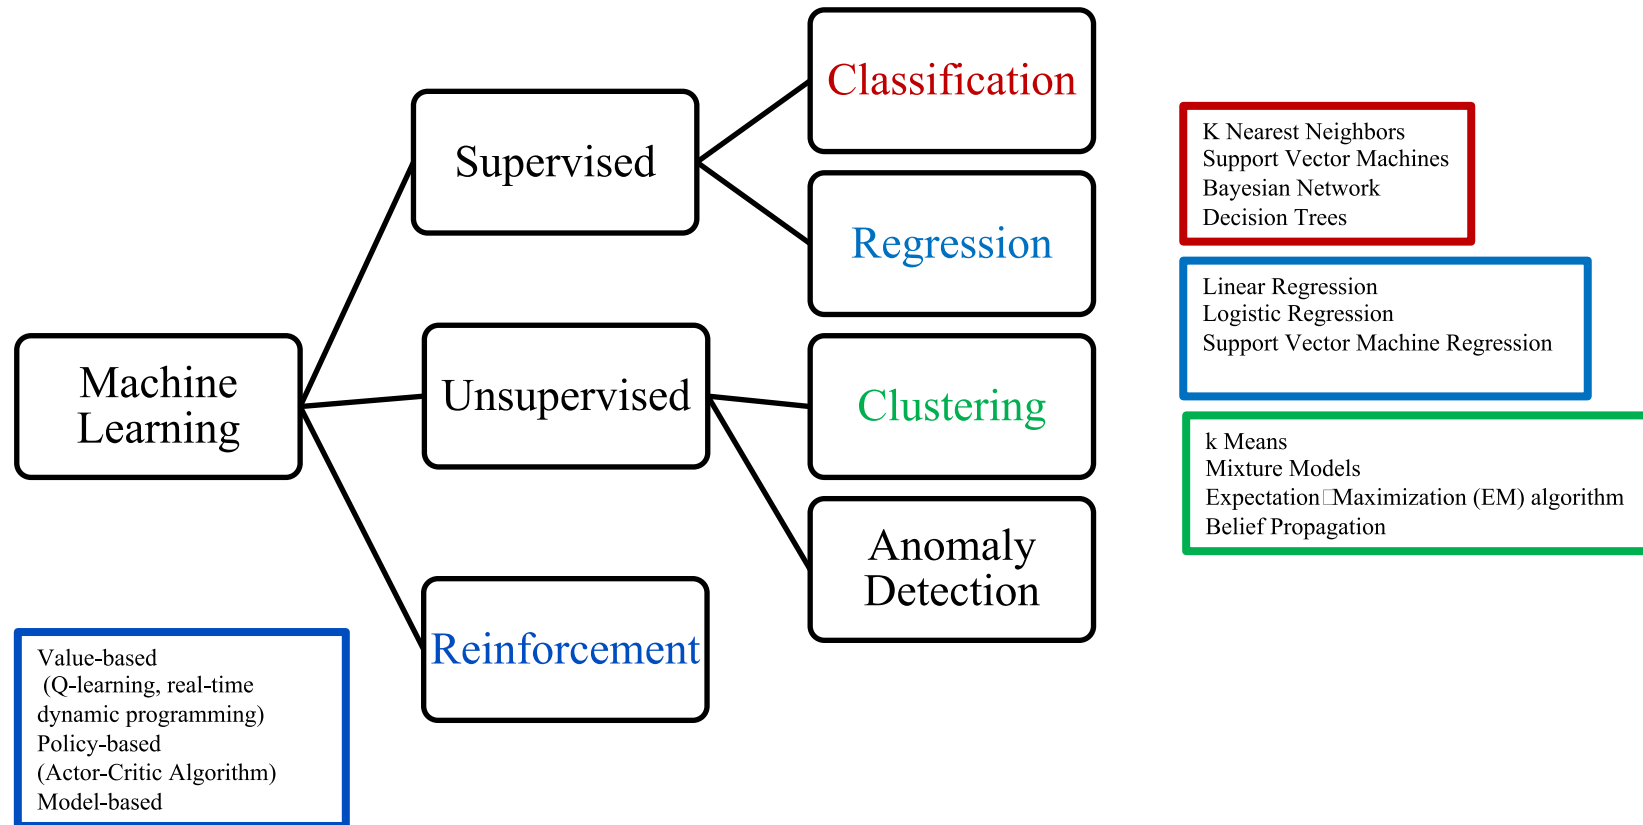 Machine
Learning
Supervised
Unsupervised
Reinforcement
Classification
Regression
Clustering
Anomaly
Detection
K Nearest Neighbors
Support Vector Machines
Bayesian Network
Decision Trees
Linear Regression
Logistic Regression
Support Vector Machine Regression
k Means
Mixture Models
Expectation□Maximization (EM) algorithm
Belief Propagation
Value-based
(Q-learning, real-time
dynamic programming)
Policy-based
(Actor-Critic Algorithm)
Model-based